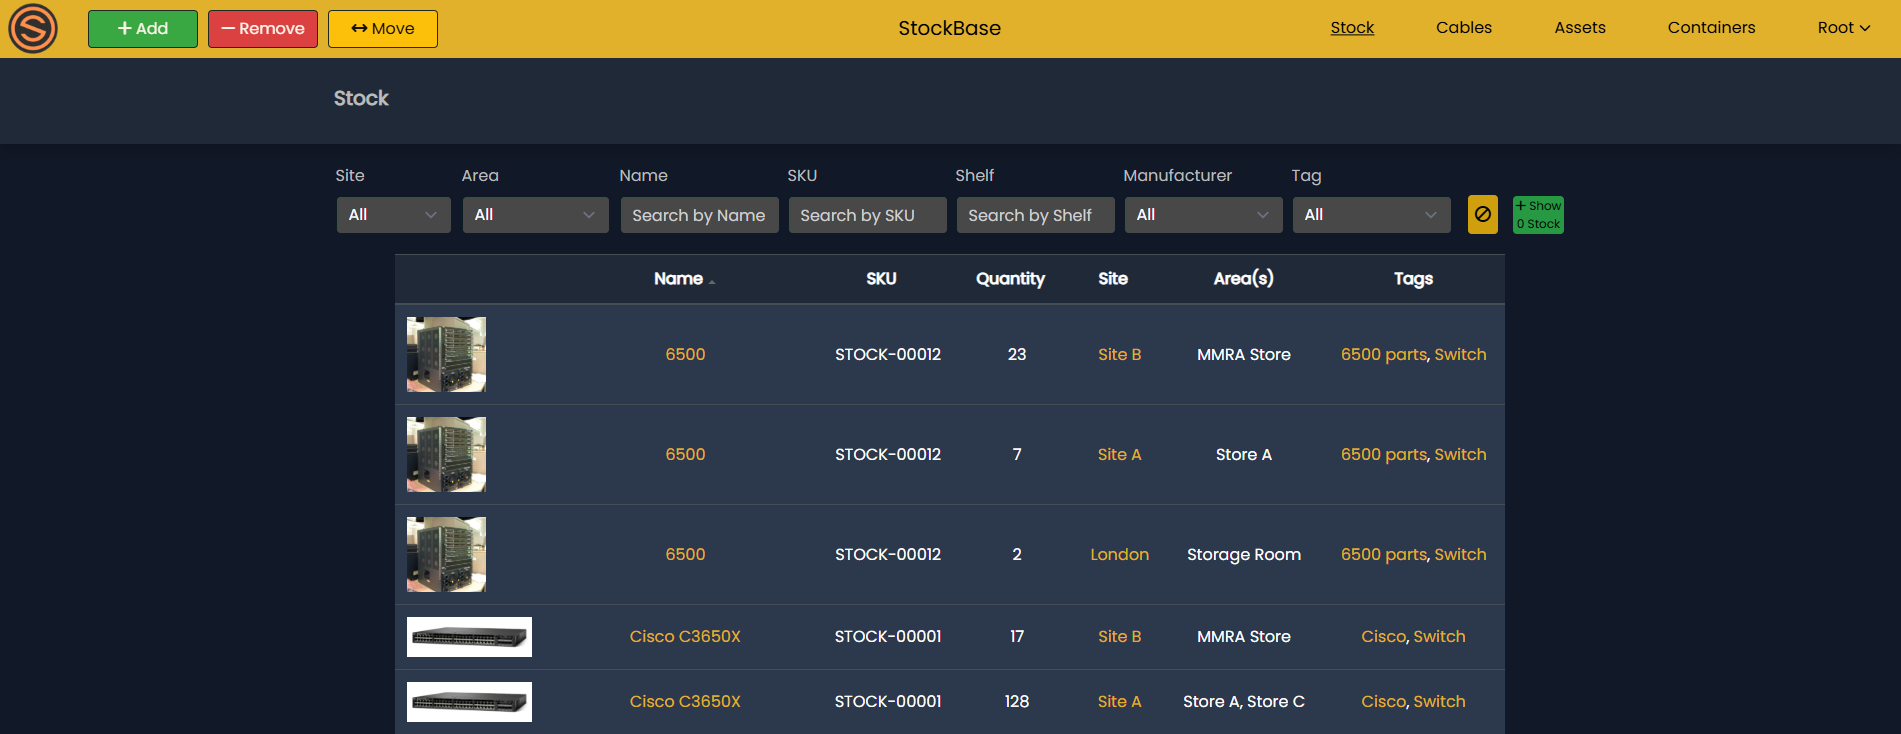 + Add
− Remove
↔ Move
StockBase
Stock
Cables
Assets
Containers
Root
Stock
Site
Area
Name
SKU
Shelf
Manufacturer
Tag
All
All
Search by Name
Search by SKU
Search by Shelf
All
All
+ Show
0 Stock
Name SKU Quantity Site Area(s) Tags
6500 STOCK-00012 23 Site B MMRA Store 6500 parts, Switch
6500 STOCK-00012 7 Site A Store A 6500 parts, Switch
6500 STOCK-00012 2 London Storage Room 6500 parts, Switch
Cisco C3650X STOCK-00001 17 Site B MMRA Store Cisco, Switch
Cisco C3650X STOCK-00001 128 Site A Store A, Store C Cisco, Switch